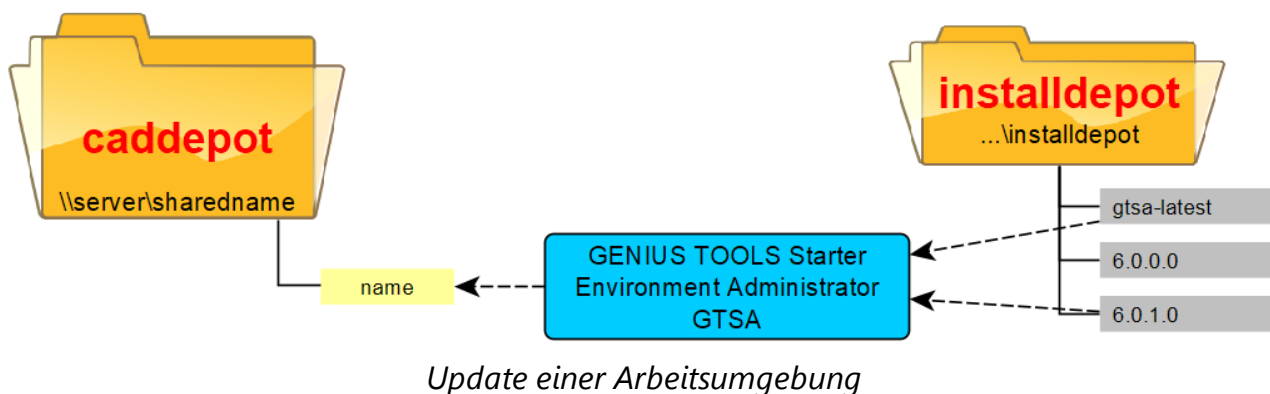 caddepot
\\server\sharedname
name
GENIUS TOOLS Starter
Environment Administrator
GTSA
installdepot
...\installdepot
gtsa-latest
6.0.0.0
6.0.1.0
Update einer Arbeitsumgebung